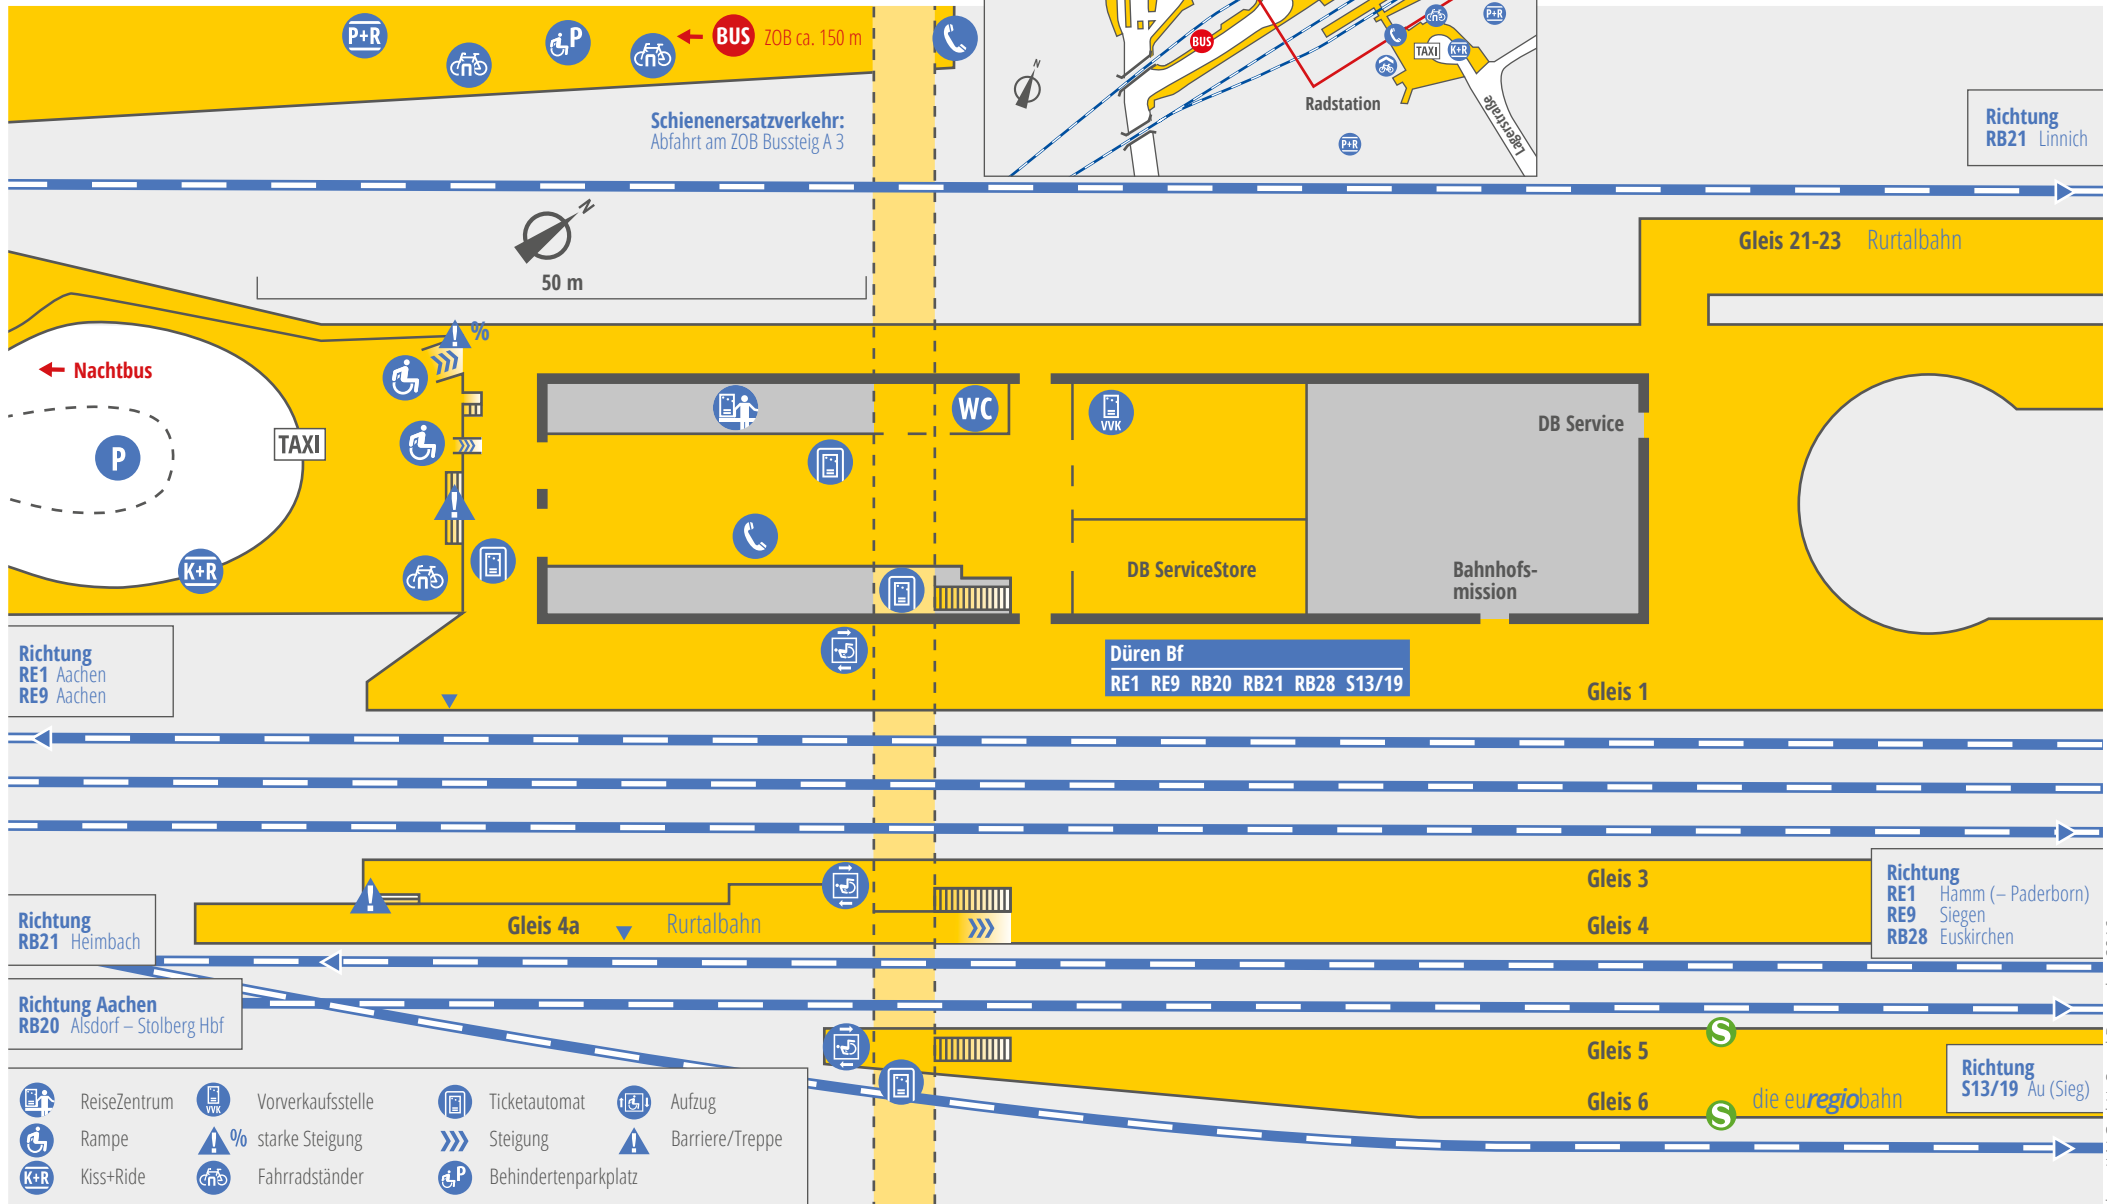 P+R
P
BUS ZOB ca. 150 m
BUS
P+R
TAXI K+R
N
Radstation
Lagerstraße
P+R
Schienenersatzverkehr:
Abfahrt am ZOB Bussteig A 3
Richtung
RB21 Linnich
N
50 m
Gleis 21-23 Rurtalbahn
%
Nachtbus
P
TAXI
K+R
WC
VVK
DB Service
DB ServiceStore
Bahnhofs-
mission
Richtung
RE1 Aachen
RE9 Aachen
Düren Bf
RE1 RE9 RB20 RB21 RB28 S13/19
Gleis 1
Gleis 3
Gleis 4a Rurtalbahn
Gleis 4
Richtung
RE1 Hamm (– Paderborn)
RE9 Siegen
RB28 Euskirchen
Richtung
RB21 Heimbach
Richtung Aachen
RB20 Alsdorf – Stolberg Hbf
Gleis 5
S
Gleis 6
S
die euregiobahn
Richtung
S13/19 Au (Sieg)
ReiseZentrum
VVK Vorverkaufsstelle
Ticketautomat
Aufzug
Rampe
% starke Steigung
Steigung
Barriere/Treppe
K+R Kiss+Ride
Fahrradständer
P Behindertenparkplatz